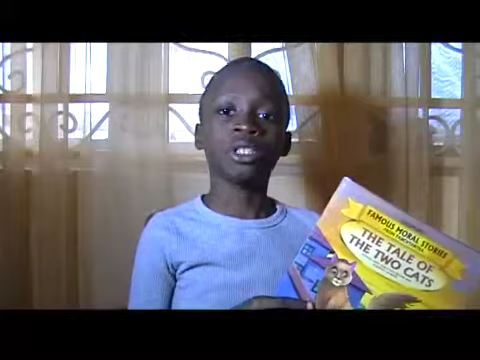 FAMOUS MORAL STORIES
THE TALE OF
THE TWO CATS